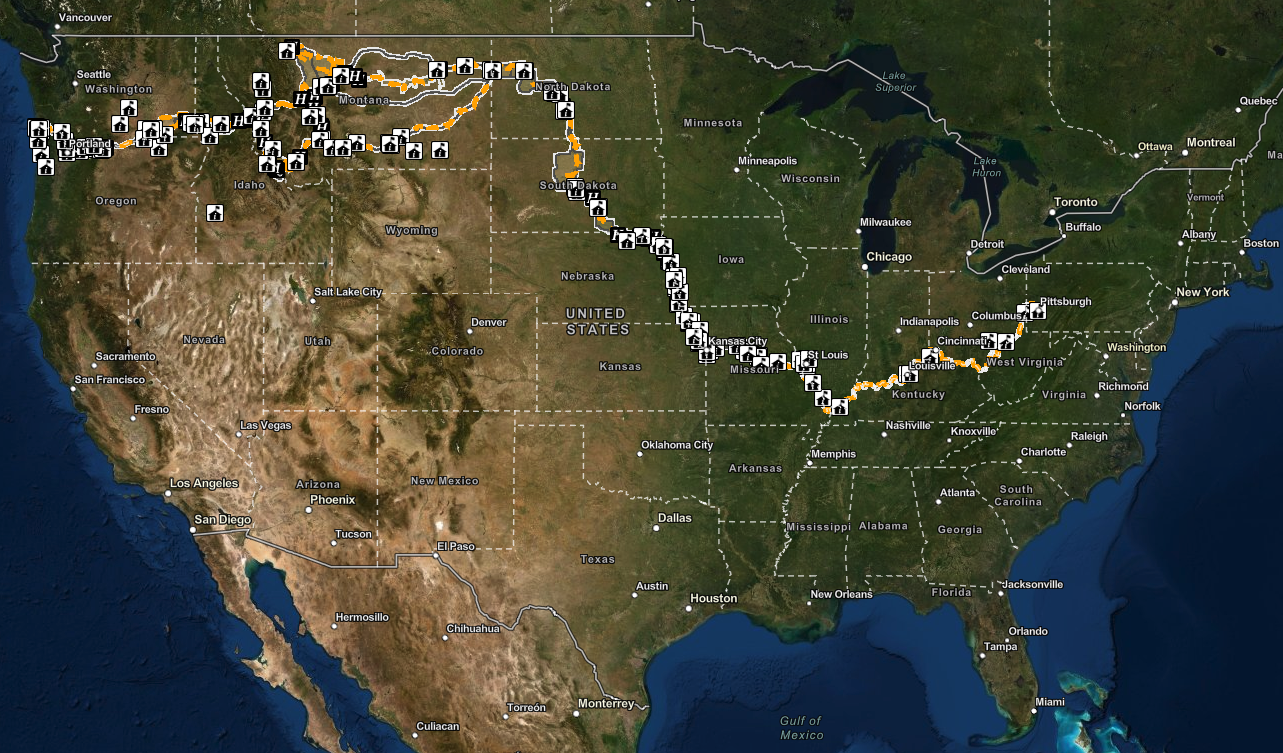 Vancouver
Seattle
Washington
Portland
Oregon
Idaho
Montana
North Dakota
South Dakota
Wyoming
Nebraska
Minnesota
Minneapolis
Wisconsin
Lake
Superior
Lake
Huron
Ottawa
Montreal
Quebec
Ma
Vermont
Toronto
Buffalo
Albany
Boston
Milwaukee
Chicago
Detroit
Cleveland
New York
Iowa
Illinois
Indianapolis
Columbus
Pittsburgh
Cincinnati
West Virginia
Washington
Richmond
Virginia
Norfolk
Salt Lake City
Nevada
Utah
Denver
Colorado
UNITED
STATES
Kansas
Kansas City
Missouri
St Louis
Louisville
Kentucky
Sacramento
San Francisco
Fresno
Las Vegas
Los Angeles
San Diego
Arizona
Phoenix
Tucson
New Mexico
El Paso
Oklahoma City
Arkansas
Memphis
Nashville
Knoxville
Raleigh
Charlotte
South
Carolina
Atlanta
Georgia
Alabama
Mississippi
Dallas
Texas
Austin
Houston
New Orleans
Florida
Jacksonville
Orlando
Tampa
Miami
Hermosillo
Chihuahua
Torreón
Monterrey
Culiacan
Gulf of
Mexico
H
H
H
H